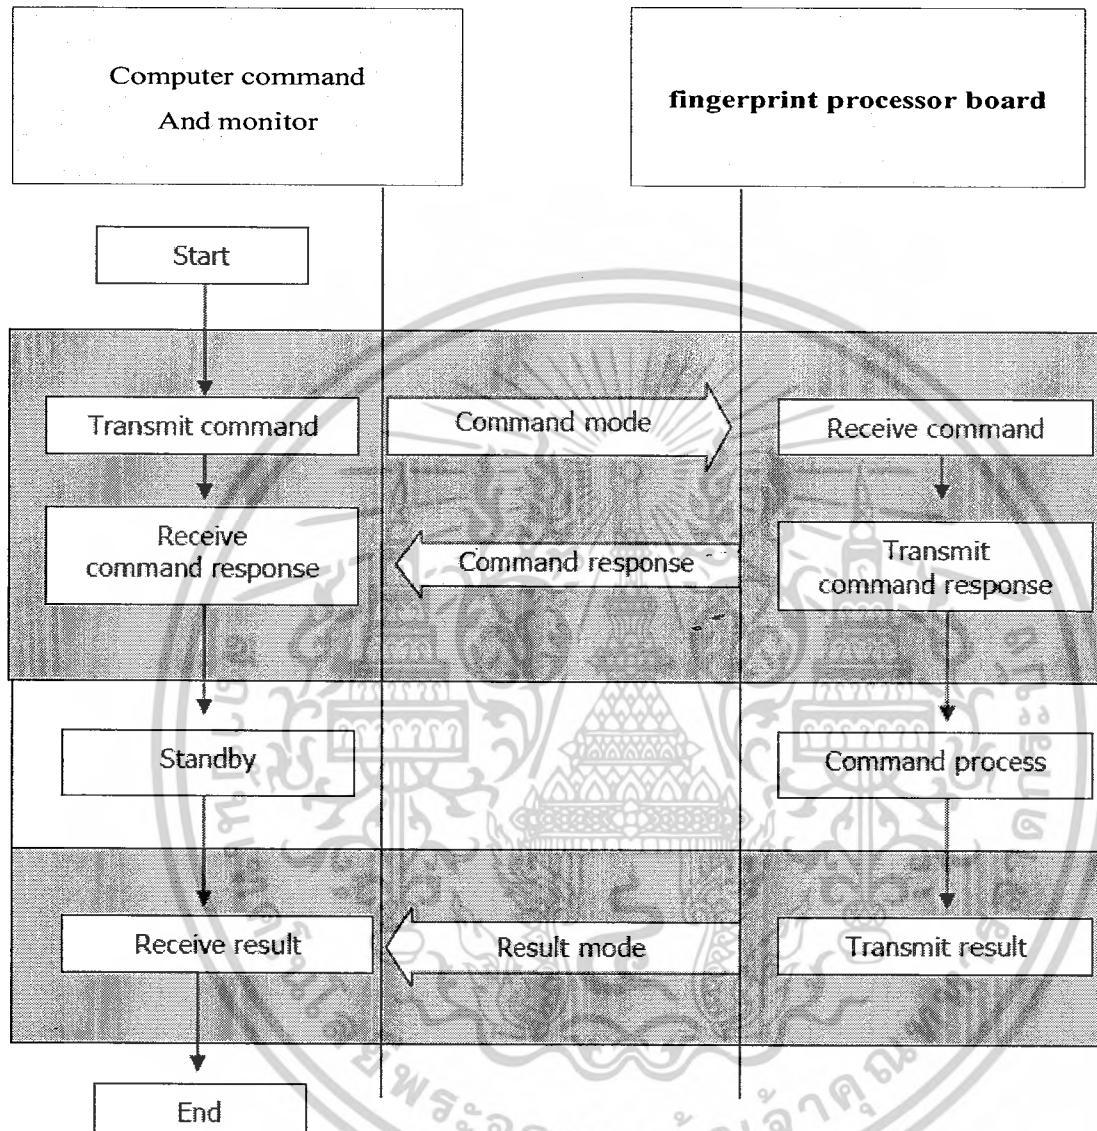 Computer command
And monitor
fingerprint processor board
Start
Transmit command
Command mode
Receive command
Receive
command response
Command response
Transmit
command response
Standby
Command process
Receive result
Result mode
Transmit result
End